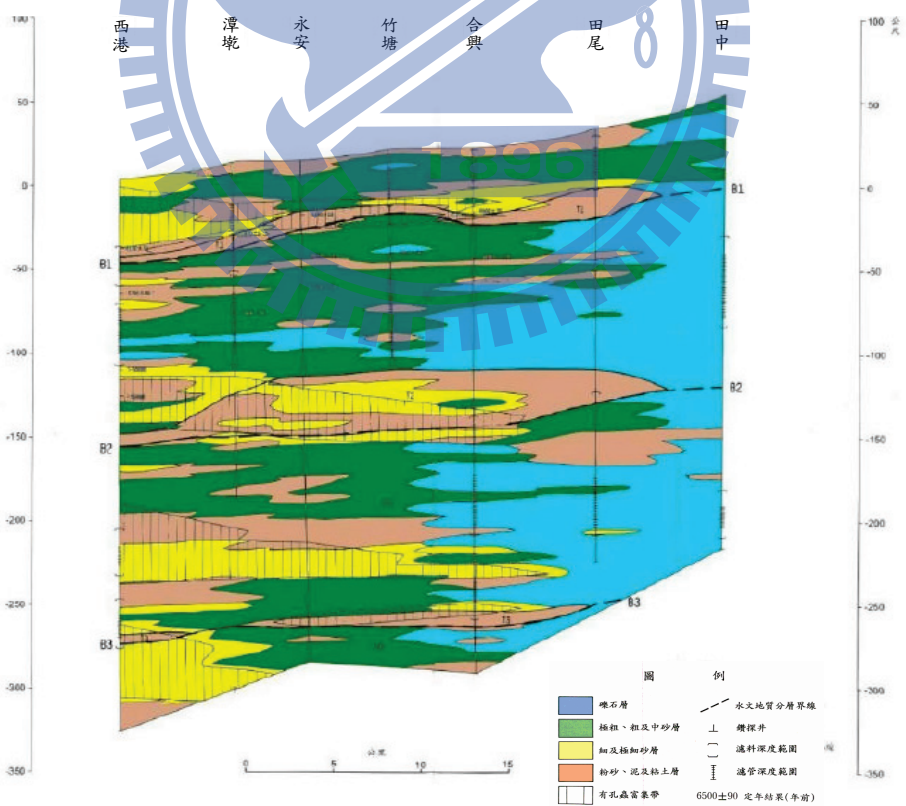 西港 潭墘 永安 竹塘 合興 田尾 田中
公尺
100
50
0
-50
-100
-150
-200
-250
-300
-350
100
50
0
-50
-100
-150
-200
-250
-300
-350
1896
B1
B1
B2
B2
B3
B3
T1
T1
T2
T3
公里
0 5 10 15
圖例
礫石層
極粗、粗及中砂層
細及極細砂層
粉砂、泥及粘土層
有孔蟲富集帶
水文地質分層界線
鑽探井
濾料深度範圍
濾管深度範圍
6500±90 定年結果(年前)